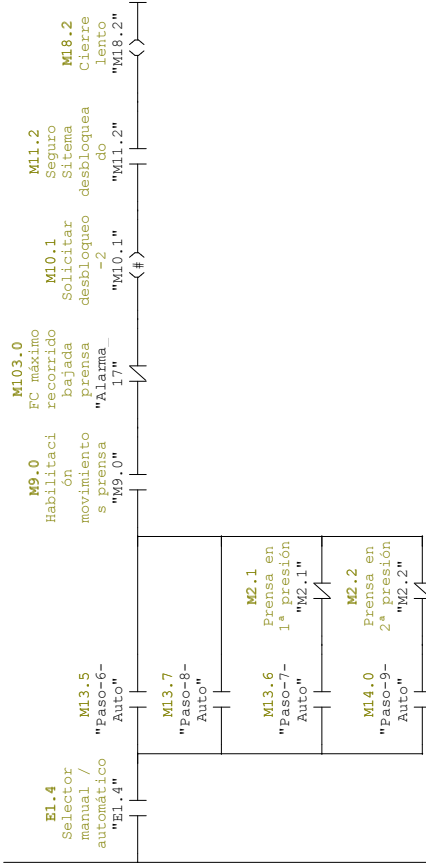 E1.4
Selector
manual /
automático
"E1.4"
M13.5
"Paso-6-
Auto"
M9.0
Habilitaci
ón
movimiento
s prensa
"M9.0"
M103.0
FC máximo
recorrido
bajada
prensa
"Alarma_
17"
M10.1
Solicitar
desbloqueo
-2
"M10.1"
#
M11.2
Seguro
Sitema
desbloquea
do
"M11.2"
M18.2
Cierre
lento
"M18.2"
M13.7
"Paso-8-
Auto"
M13.6
"Paso-7-
Auto"
M2.1
Prensa en
1ª presión
"M2.1"
M14.0
"Paso-9-
Auto"
M2.2
Prensa en
2ª presión
"M2.2"